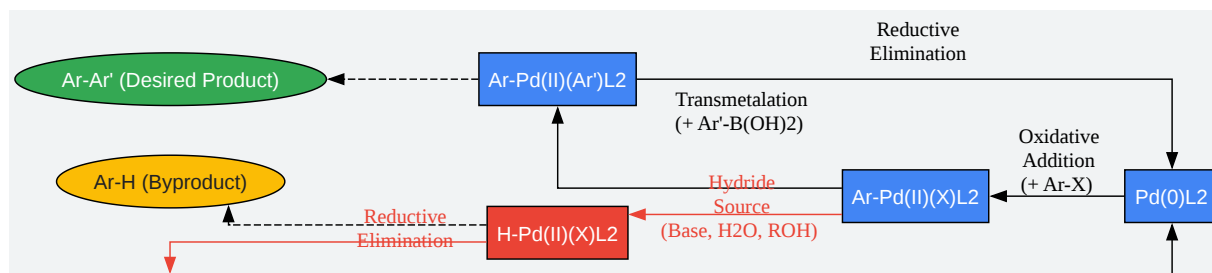 Reductive
Elimination
Ar-Ar' (Desired Product)
Ar-Pd(II)(Ar')L2
Transmetalation
(+ Ar'-B(OH)2)
Oxidative
Addition
(+ Ar-X)
Ar-H (Byproduct)
Hydride
Source
(Base, H2O, ROH)
Ar-Pd(II)(X)L2
Pd(0)L2
Reductive
Elimination
H-Pd(II)(X)L2